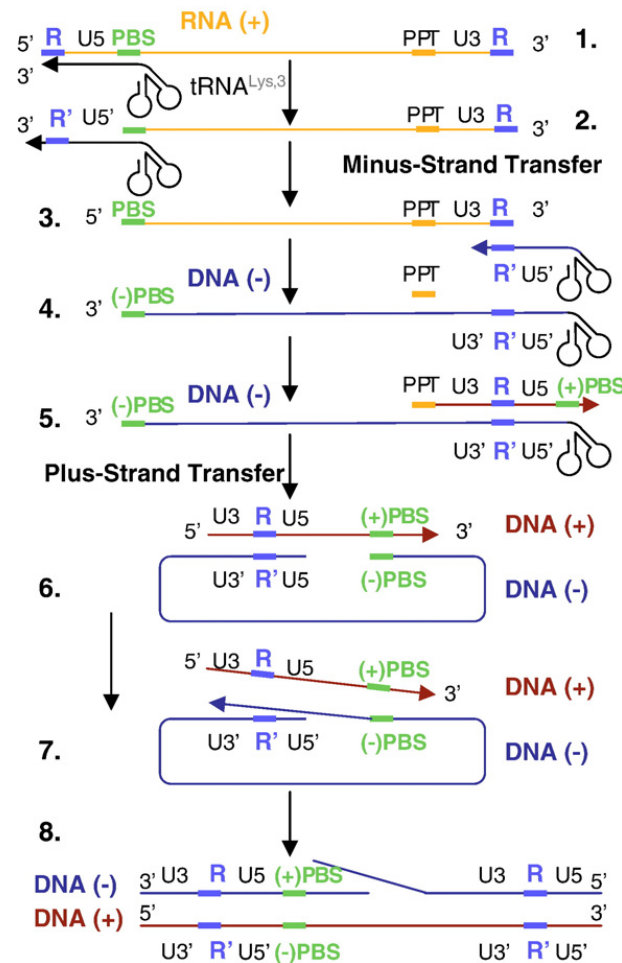 RNA (+)
5' R U5 PBS PPT U3 R 3' 1.
3' tRNA Lys,3
R' U5' PPT U3 R 3' 2.
Minus-Strand Transfer
3. 5' PBS PPT U3 R 3'
DNA (-) R' U5'
4. 3' (-)PBS PPT
U3' R' U5'
DNA (-) PPT U3 R U5 (+)PBS
5. 3' (-)PBS
U3' R' U5'
Plus-Strand Transfer
5' U3 R U5 (+)PBS 3' DNA (+)
6. U3' R' U5 (-)PBS DNA (-)
5' U3 R U5 (+)PBS 3' DNA (+)
7. U3' R' U5' (-)PBS DNA (-)
8.
DNA (-) 3' U3 R U5 (+)PBS U3 R U5 5'
DNA (+) 5' 3'
U3' R' U5' (-)PBS U3' R' U5'